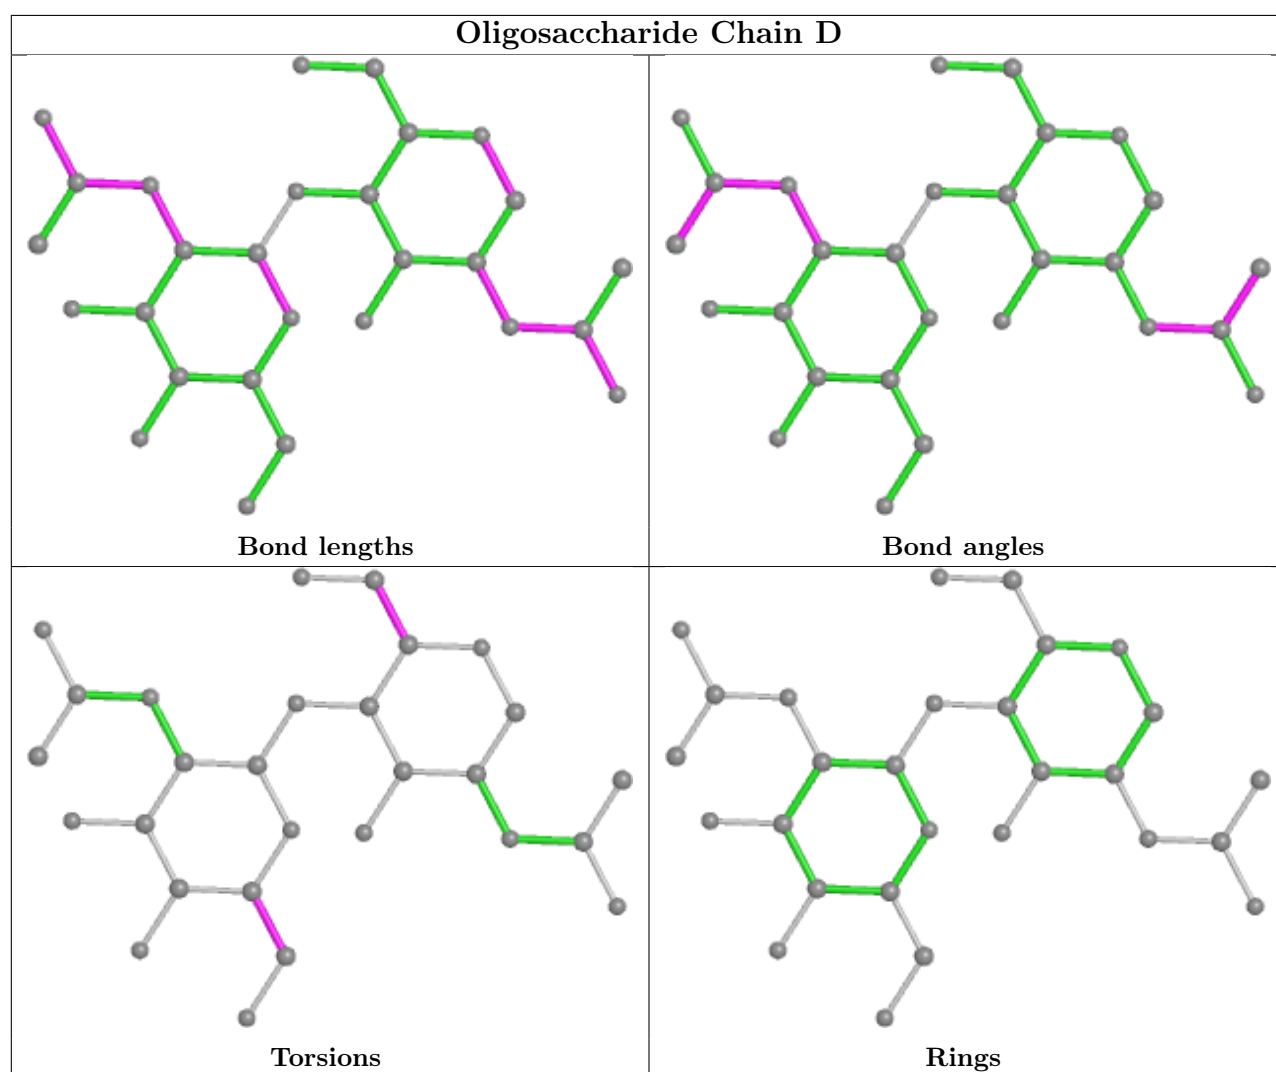 Oligosaccharide Chain D
Bond lengths
Bond angles
Torsions
Rings